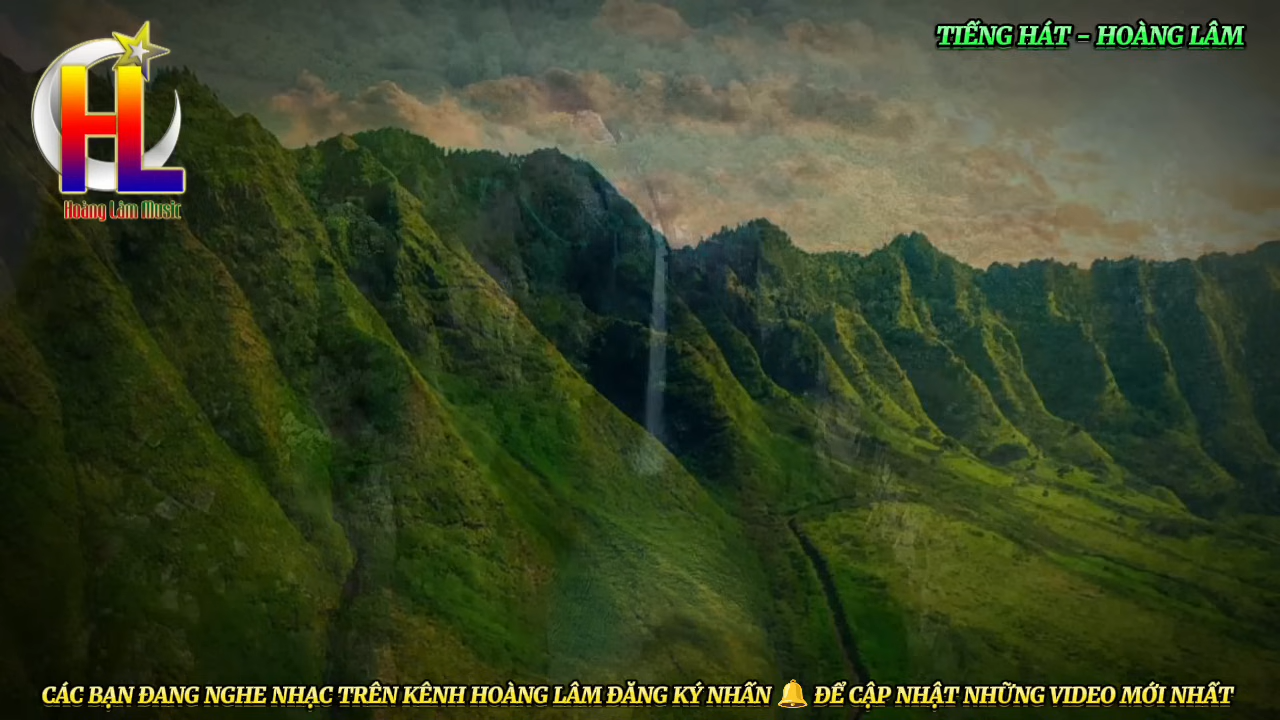 TIẾNG HÁT - HOÀNG LÂM
HL
Hoàng Lâm Music
CÁC BẠN ĐANG NGHE NHẠC TRÊN KÊNH HOÀNG LÂM ĐĂNG KÝ NHẤN 🔔 ĐỂ CẬP NHẬT NHỮNG VIDEO MỚI NHẤT